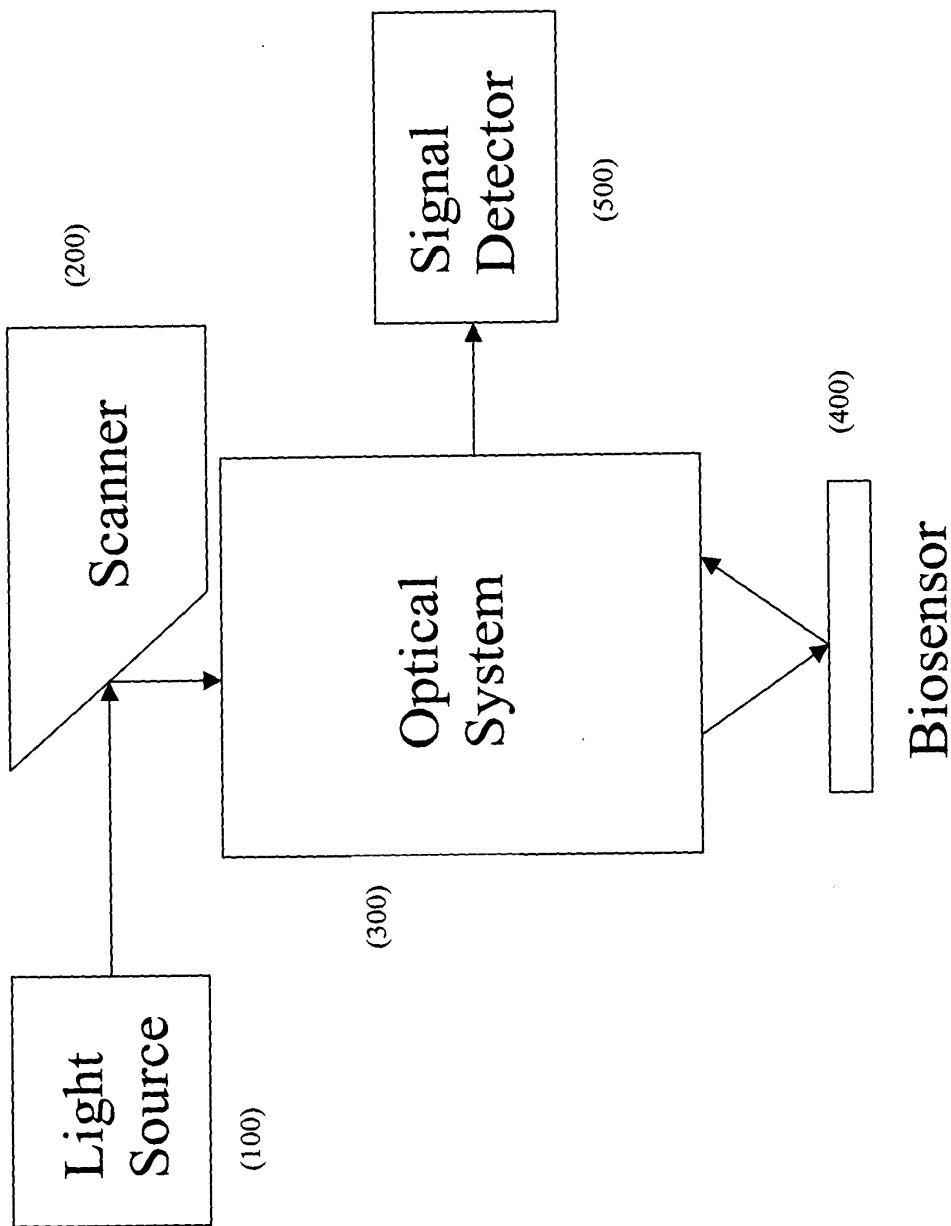 Light
Source
(100)
Scanner
(200)
Optical
System
(300)
Signal
Detector
(500)
(400)
Biosensor